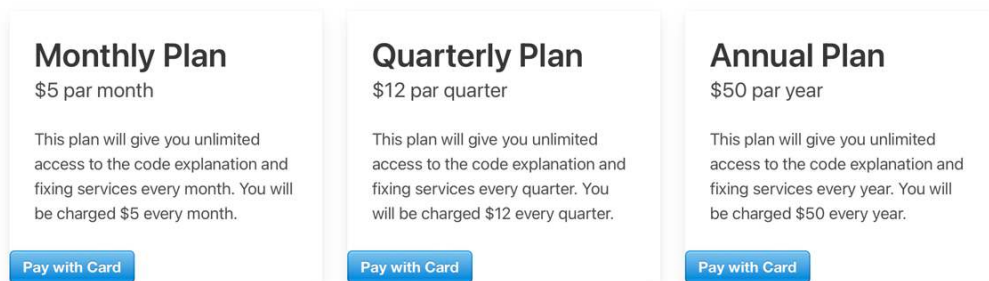 Monthly Plan
$5 par month
This plan will give you unlimited
access to the code explanation and
fixing services every month. You will
be charged $5 every month.
Pay with Card
Quarterly Plan
$12 par quarter
This plan will give you unlimited
access to the code explanation and
fixing services every quarter. You
will be charged $12 every quarter.
Pay with Card
Annual Plan
$50 par year
This plan will give you unlimited
access to the code explanation and
fixing services every year. You will
be charged $50 every year.
Pay with Card